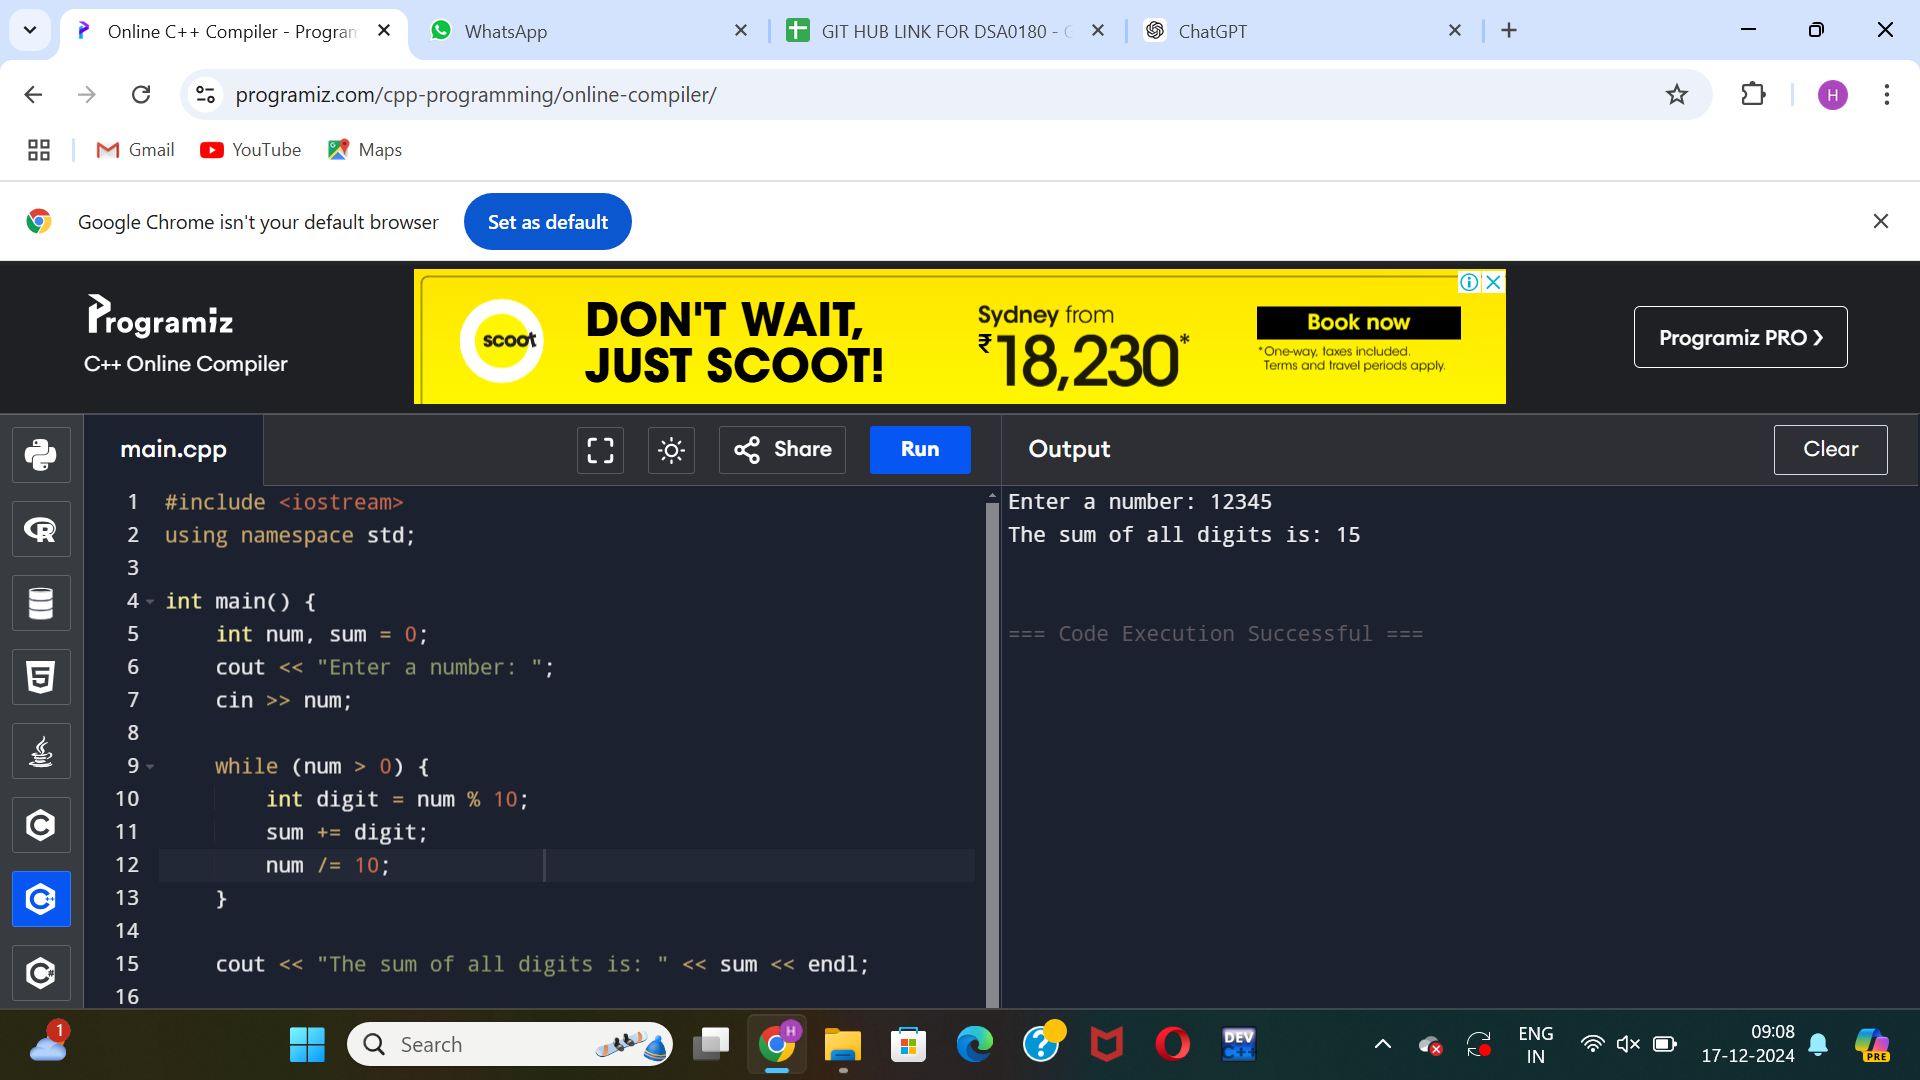 Online C++ Compiler - Program
WhatsApp
GIT HUB LINK FOR DSA0180 - G
ChatGPT
programiz.com/cpp-programming/online-compiler/
H
Gmail
YouTube
Maps
Google Chrome isn't your default browser
Set as default
Programiz
C++ Online Compiler
scoot
DON'T WAIT,
JUST SCOOT!
Sydney from
₹18,230*
Book now
*One-way, taxes included.
Terms and travel periods apply.
Programiz PRO ❯
main.cpp
Share
Run
Output
Clear
1 #include <iostream>
2 using namespace std;
3
4 int main() {
5 int num, sum = 0;
6 cout << "Enter a number: ";
7 cin >> num;
8
9 while (num > 0) {
10 int digit = num % 10;
11 sum += digit;
12 num /= 10;
13 }
14
15 cout << "The sum of all digits is: " << sum << endl;
16
Enter a number: 12345
The sum of all digits is: 15
=== Code Execution Successful ===
1
Search
H
DEV
C++
ENG
IN
09:08
17-12-2024
PRE